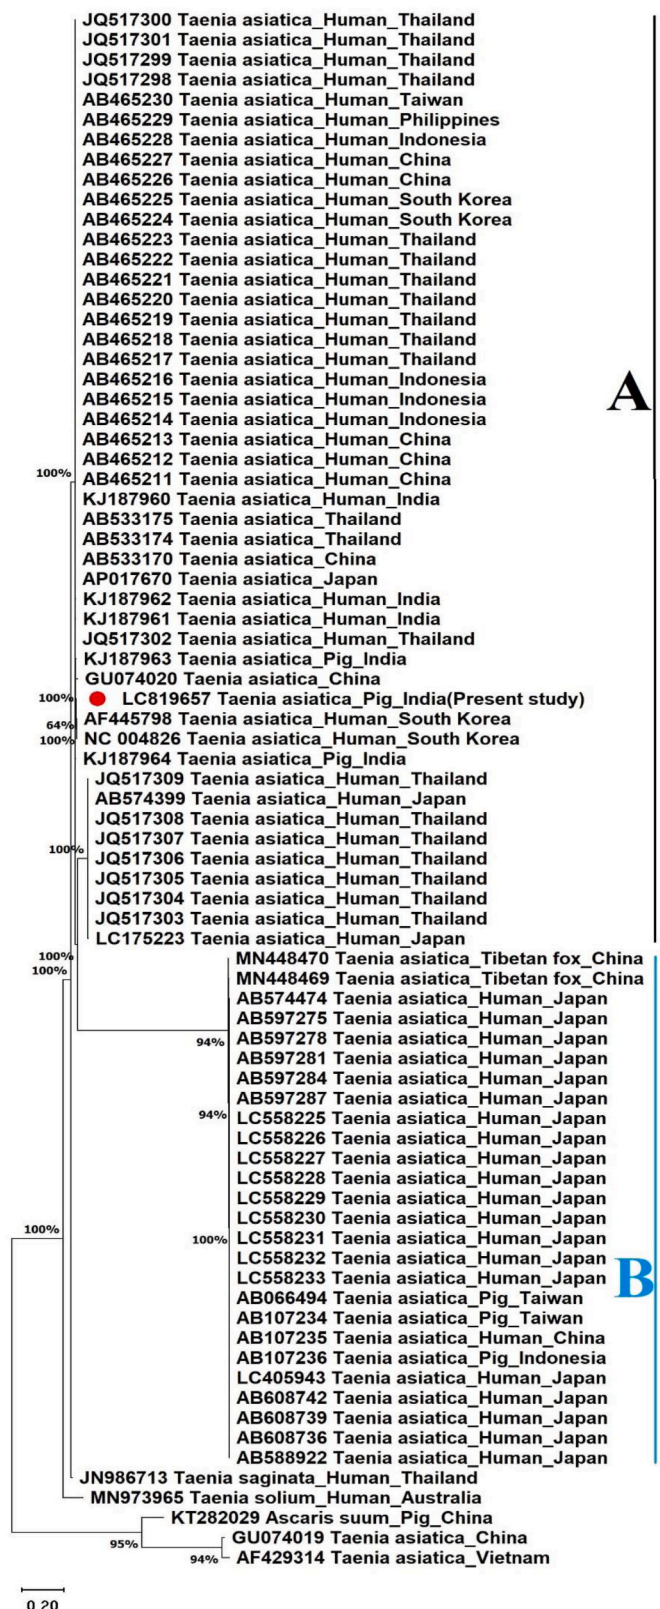 JQ517300 Taenia asiatica_Human_Thailand
JQ517301 Taenia asiatica_Human_Thailand
JQ517299 Taenia asiatica_Human_Thailand
JQ517298 Taenia asiatica_Human_Thailand
AB465230 Taenia asiatica_Human_Taiwan
AB465229 Taenia asiatica_Human_Philippines
AB465228 Taenia asiatica_Human_Indonesia
AB465227 Taenia asiatica_Human_China
AB465226 Taenia asiatica_Human_China
AB465225 Taenia asiatica_Human_South Korea
AB465224 Taenia asiatica_Human_South Korea
AB465223 Taenia asiatica_Human_Thailand
AB465222 Taenia asiatica_Human_Thailand
AB465221 Taenia asiatica_Human_Thailand
AB465220 Taenia asiatica_Human_Thailand
AB465219 Taenia asiatica_Human_Thailand
AB465218 Taenia asiatica_Human_Thailand
AB465217 Taenia asiatica_Human_Thailand
AB465216 Taenia asiatica_Human_Indonesia
A
AB465215 Taenia asiatica_Human_Indonesia
AB465214 Taenia asiatica_Human_Indonesia
AB465213 Taenia asiatica_Human_China
AB465212 Taenia asiatica_Human_China
100%
AB465211 Taenia asiatica_Human_China
KJ187960 Taenia asiatica_Human_India
AB533175 Taenia asiatica_Thailand
AB533174 Taenia asiatica_Thailand
AB533170 Taenia asiatica_China
AP017670 Taenia asiatica_Japan
KJ187962 Taenia asiatica_Human_India
KJ187961 Taenia asiatica_Human_India
JQ517302 Taenia asiatica_Human_Thailand
KJ187963 Taenia asiatica_Pig_India
GU074020 Taenia asiatica_China
100%
LC819657 Taenia asiatica_Pig_India(Present study)
64%
AF445798 Taenia asiatica_Human_South Korea
100%
NC 004826 Taenia asiatica_Human_South Korea
KJ187964 Taenia asiatica_Pig_India
JQ517309 Taenia asiatica_Human_Thailand
AB574399 Taenia asiatica_Human_Japan
JQ517308 Taenia asiatica_Human_Thailand
JQ517307 Taenia asiatica_Human_Thailand
100%
JQ517306 Taenia asiatica_Human_Thailand
JQ517305 Taenia asiatica_Human_Thailand
JQ517304 Taenia asiatica_Human_Thailand
JQ517303 Taenia asiatica_Human_Thailand
LC175223 Taenia asiatica_Human_Japan
100%
MN448470 Taenia asiatica_Tibetan fox_China
100%
MN448469 Taenia asiatica_Tibetan fox_China
AB574474 Taenia asiatica_Human_Japan
AB597275 Taenia asiatica_Human_Japan
94%
AB597278 Taenia asiatica_Human_Japan
AB597281 Taenia asiatica_Human_Japan
AB597284 Taenia asiatica_Human_Japan
AB597287 Taenia asiatica_Human_Japan
94%
LC558225 Taenia asiatica_Human_Japan
LC558226 Taenia asiatica_Human_Japan
LC558227 Taenia asiatica_Human_Japan
LC558228 Taenia asiatica_Human_Japan
LC558229 Taenia asiatica_Human_Japan
LC558230 Taenia asiatica_Human_Japan
100%
100%
LC558231 Taenia asiatica_Human_Japan
LC558232 Taenia asiatica_Human_Japan
LC558233 Taenia asiatica_Human_Japan
B
AB066494 Taenia asiatica_Pig_Taiwan
AB107234 Taenia asiatica_Pig_Taiwan
AB107235 Taenia asiatica_Human_China
AB107236 Taenia asiatica_Pig_Indonesia
LC405943 Taenia asiatica_Human_Japan
AB608742 Taenia asiatica_Human_Japan
AB608739 Taenia asiatica_Human_Japan
AB608736 Taenia asiatica_Human_Japan
AB588922 Taenia asiatica_Human_Japan
JN986713 Taenia saginata_Human_Thailand
MN973965 Taenia solium_Human_Australia
KT282029 Ascaris suum_Pig_China
95%
GU074019 Taenia asiatica_China
94%
AF429314 Taenia asiatica_Vietnam
0.20